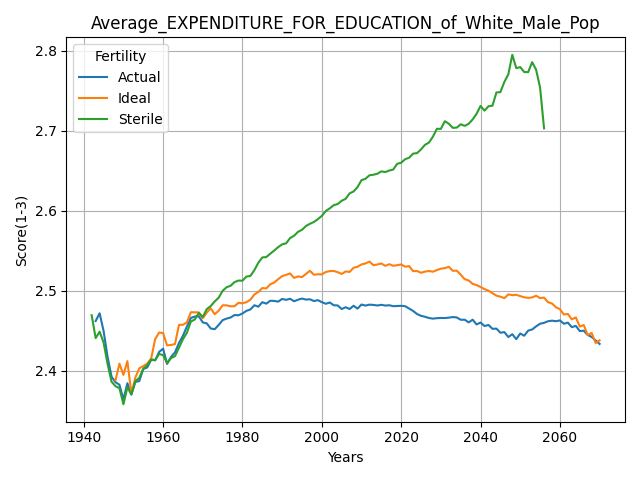 Average_EXPENDITURE_FOR_EDUCATION_of_White_Male_Pop
Fertility
Actual
Ideal
Sterile
Score(1-3)
2.8
2.7
2.6
2.5
2.4
1940 1960 1980 2000 2020 2040 2060
Years